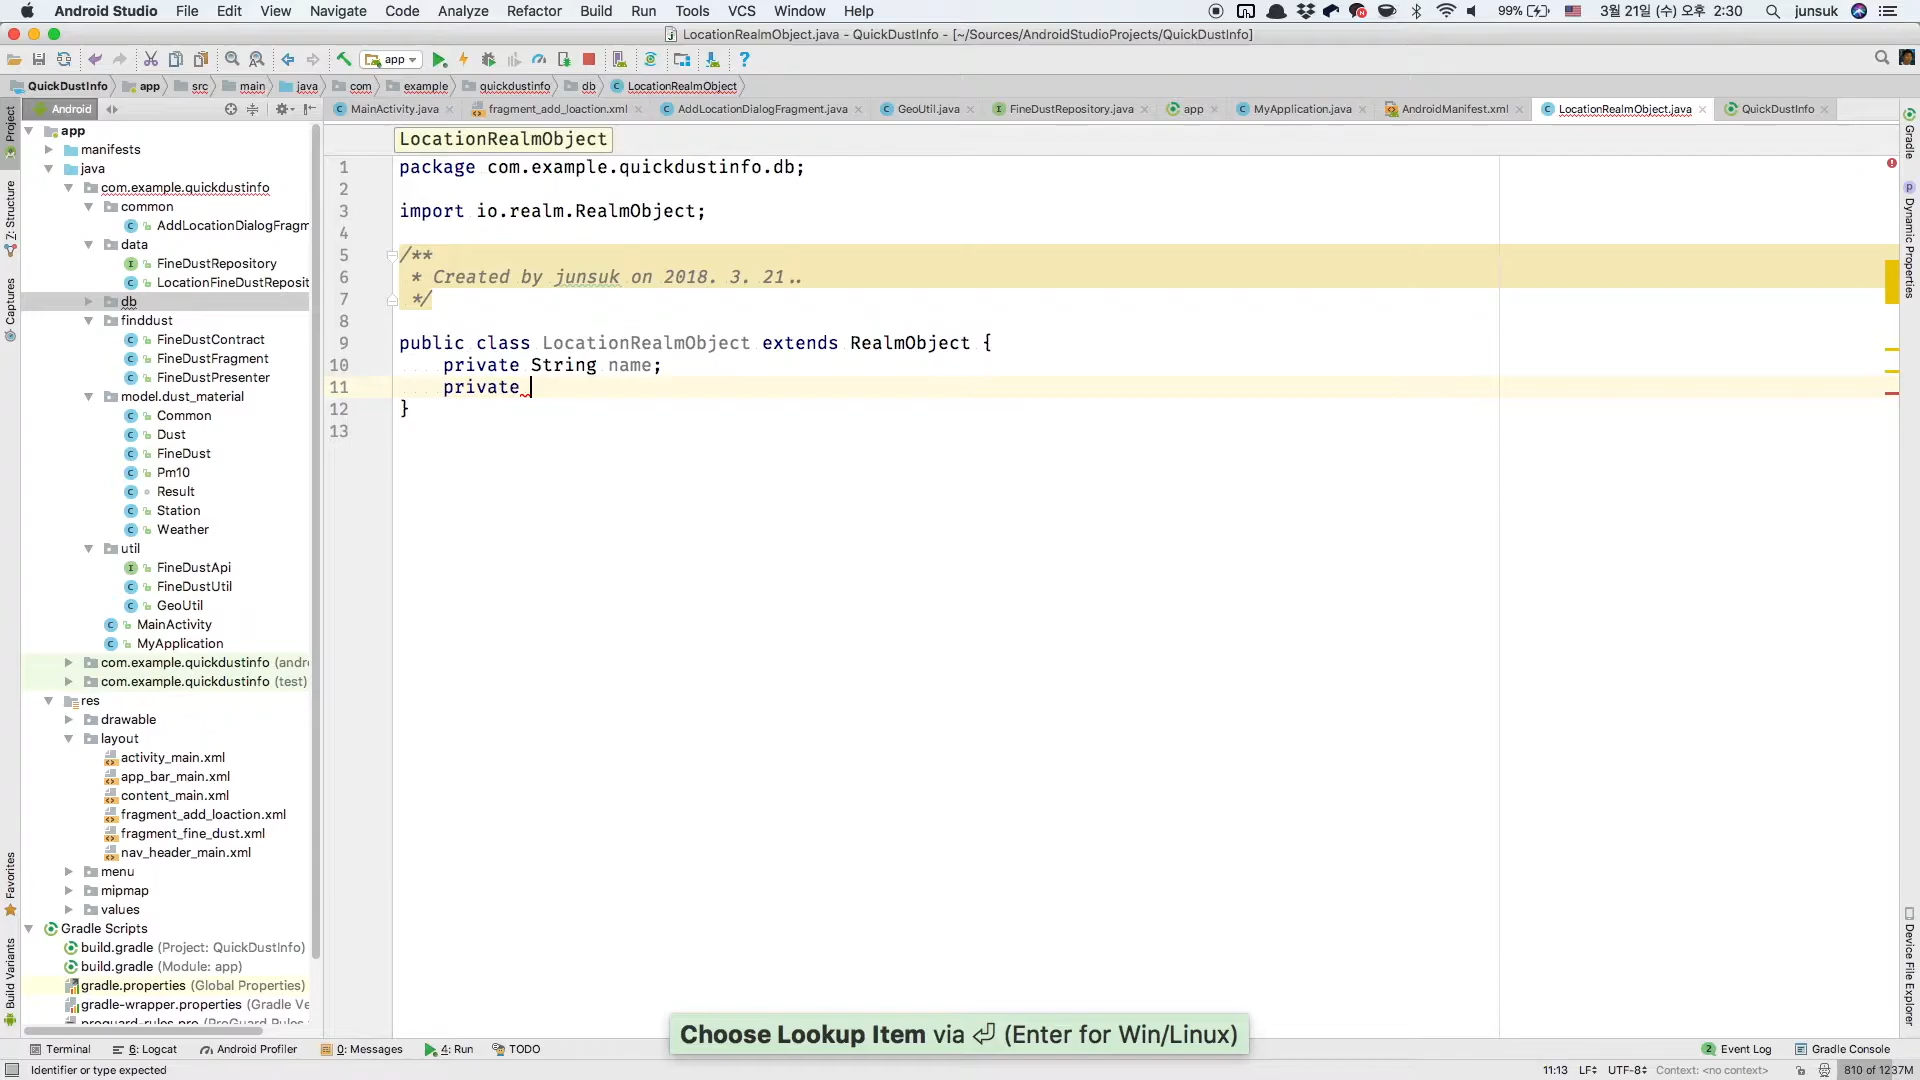 Android Studio File Edit View Navigate Code Analyze Refactor Build Run Tools VCS Window Help 99% 3월 21일 (수) 오후 2:30 junsuk
LocationRealmObject.java - QuickDustInfo - [~/Sources/AndroidStudioProjects/QuickDustInfo]
app
QuickDustInfo app src main java com example quickdustinfo db LocationRealmObject
Android MainActivity.java fragment_add_loaction.xml AddLocationDialogFragment.java GeoUtil.java FineDustRepository.java app MyApplication.java AndroidManifest.xml LocationRealmObject.java QuickDustInfo
Project
Z: Structure
Captures
Favorites
Build Variants
app
manifests
java
com.example.quickdustinfo
common
AddLocationDialogFragm
data
FineDustRepository
LocationFineDustReposit
db
finddust
FineDustContract
FineDustFragment
FineDustPresenter
model.dust_material
Common
Dust
FineDust
Pm10
Result
Station
Weather
util
FineDustApi
FineDustUtil
GeoUtil
MainActivity
MyApplication
com.example.quickdustinfo (andr
com.example.quickdustinfo (test)
res
drawable
layout
activity_main.xml
app_bar_main.xml
content_main.xml
fragment_add_loaction.xml
fragment_fine_dust.xml
nav_header_main.xml
menu
mipmap
values
Gradle Scripts
build.gradle (Project: QuickDustInfo)
build.gradle (Module: app)
gradle.properties (Global Properties)
gradle-wrapper.properties (Gradle Ve
LocationRealmObject
1 package com.example.quickdustinfo.db;
2
3 import io.realm.RealmObject;
4
5 /**
6 * Created by junsuk on 2018. 3. 21..
7 */
8
9 public class LocationRealmObject extends RealmObject {
10 private String name;
11 private
12 }
13
Gradle
Dynamic Properties
Device File Explorer
Choose Lookup Item via ⏎ (Enter for Win/Linux)
Terminal 6: Logcat Android Profiler 0: Messages 4: Run TODO 2 Event Log Gradle Console
Identifier or type expected 11:13 LF÷ UTF-8÷ Context: <no context> 810 of 1237M